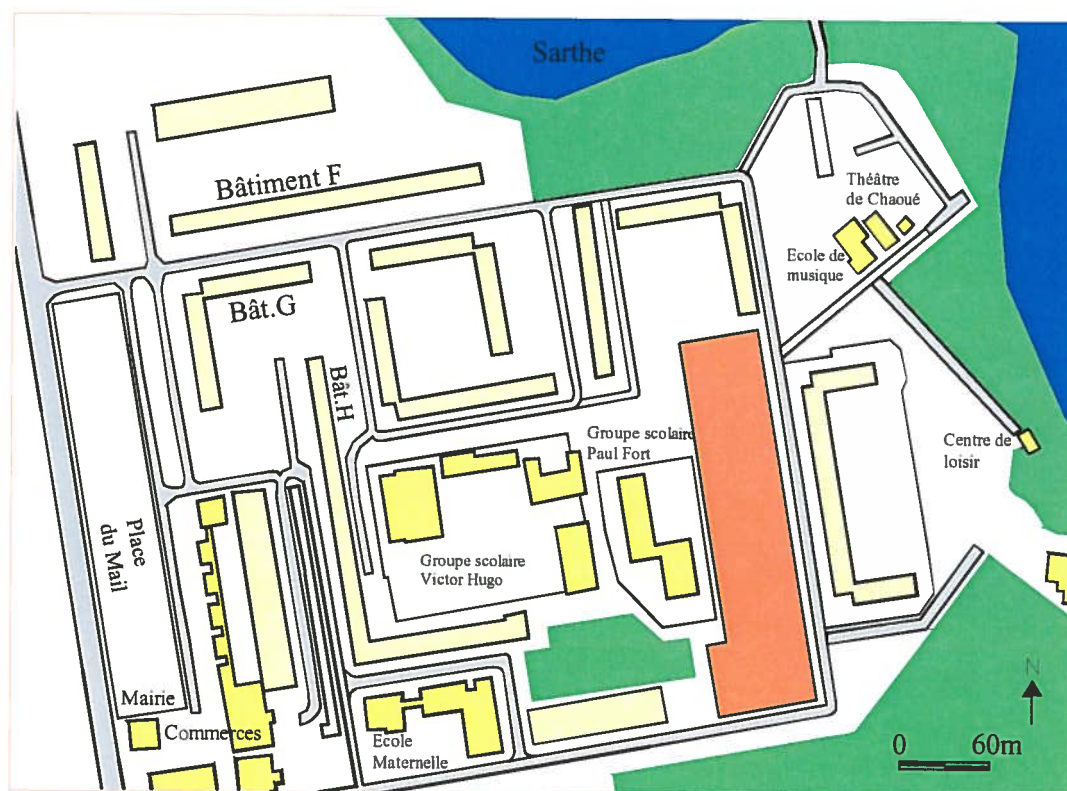 Sarthe
Bâtiment F
Théâtre
de Chaoué
Ecole de
musique
Bât.G
Bât.H
Groupe scolaire
Paul Fort
Centre de
loisir
Place
du Mail
Groupe scolaire
Victor Hugo
Mairie
Commerces
Ecole
Maternelle
N
0 60m